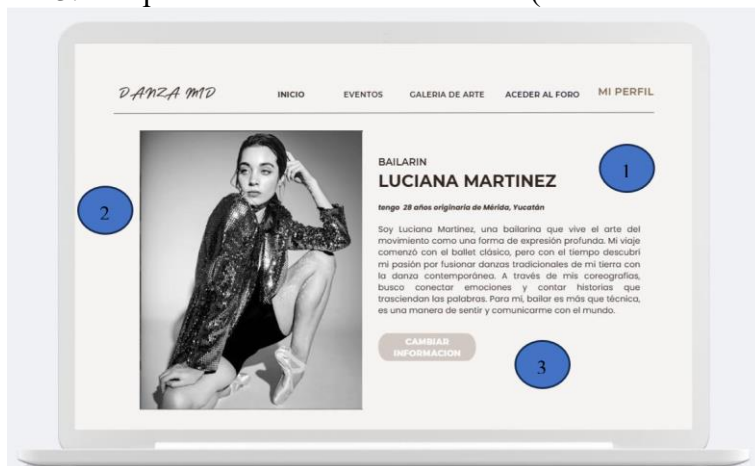 DANZA MD
INICIO
EVENTOS
GALERIA DE ARTE
ACEDER AL FORO
MI PERFIL
1
2
3
BAILARIN
LUCIANA MARTINEZ
tengo 28 años originaria de Mérida, Yucatán
Soy Luciana Martínez, una bailarina que vive el arte del
movimiento como una forma de expresión profunda. Mi viaje
comenzó con el ballet clásico, pero con el tiempo descubrí
mi pasión por fusionar danzas tradicionales de mi tierra con
la danza contemporánea. A través de mis coreografías,
busco conectar emociones y contar historias que
trasciendan las palabras. Para mí, bailar es más que técnica,
es una manera de sentir y comunicarme con el mundo.
CAMBIAR
INFORMACION